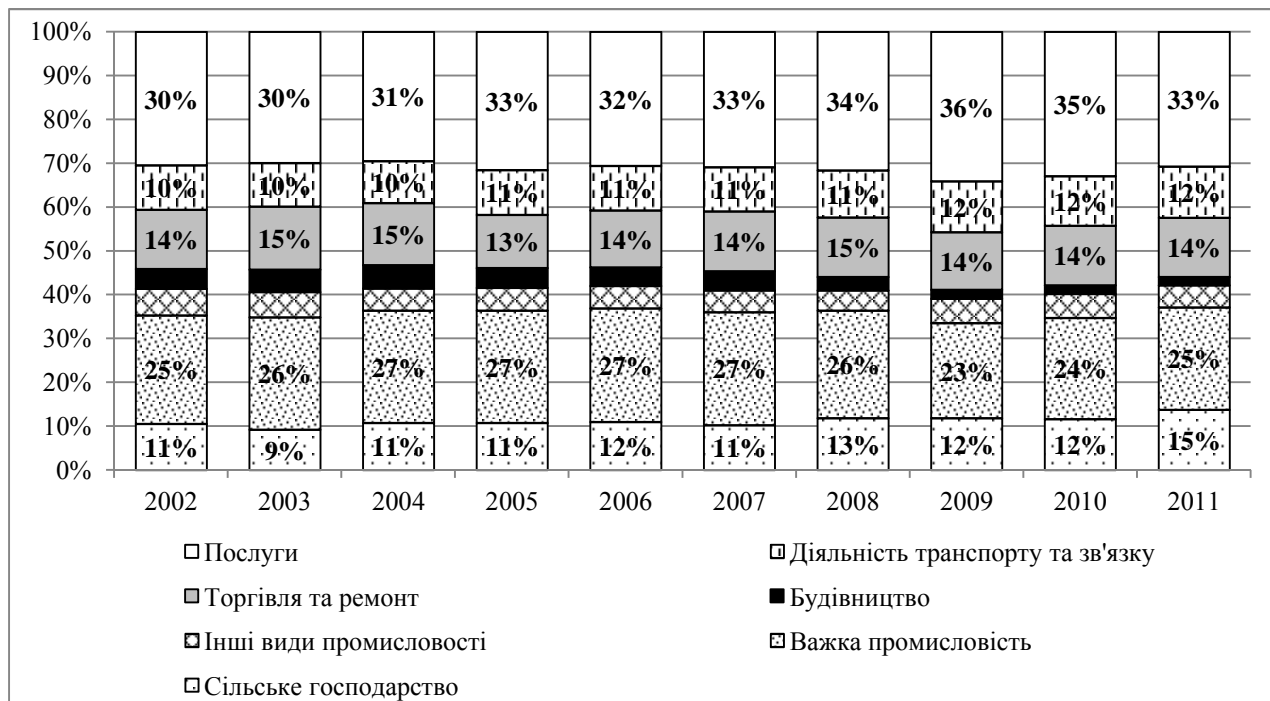 100%
90%
80%
70%
60%
50%
40%
30%
20%
10%
0%
30% 30% 31% 33% 32% 33% 34% 36% 35% 33%
10% 10% 10% 11% 11% 11% 11% 12% 12% 12%
14% 15% 15% 13% 14% 14% 15% 14% 14% 14%
25% 26% 27% 27% 27% 27% 26% 23% 24% 25%
11% 9% 11% 11% 12% 11% 13% 12% 12% 15%
2002 2003 2004 2005 2006 2007 2008 2009 2010 2011
Послуги
Діяльність транспорту та зв'язку
Торгівля та ремонт
Будівництво
Інші види промисловості
Важка промисловість
Сільське господарство